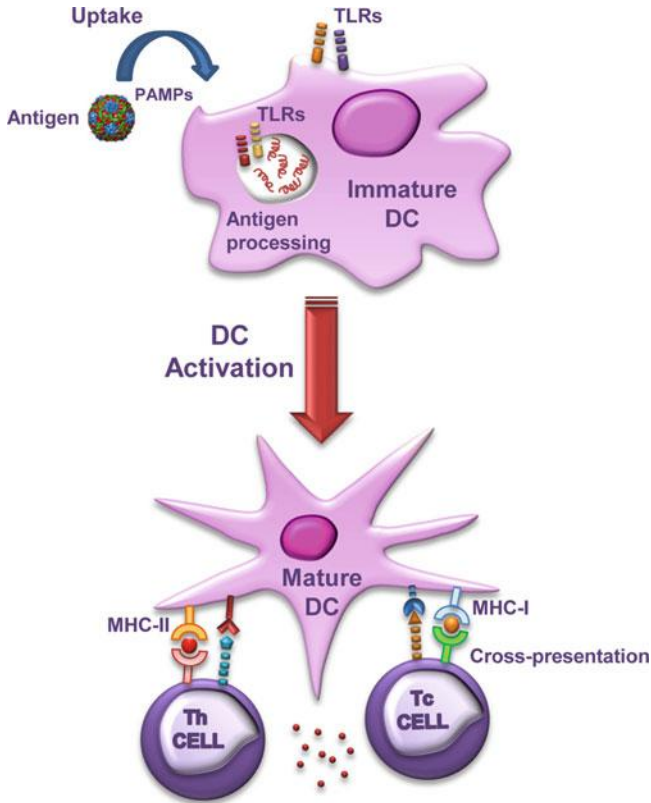 Uptake
TLRs
PAMPs
Antigen
TLRs
Immature
DC
Antigen
processing
DC
Activation
Mature
DC
MHC-II
MHC-I
Cross-presentation
Th
CELL
Tc
CELL